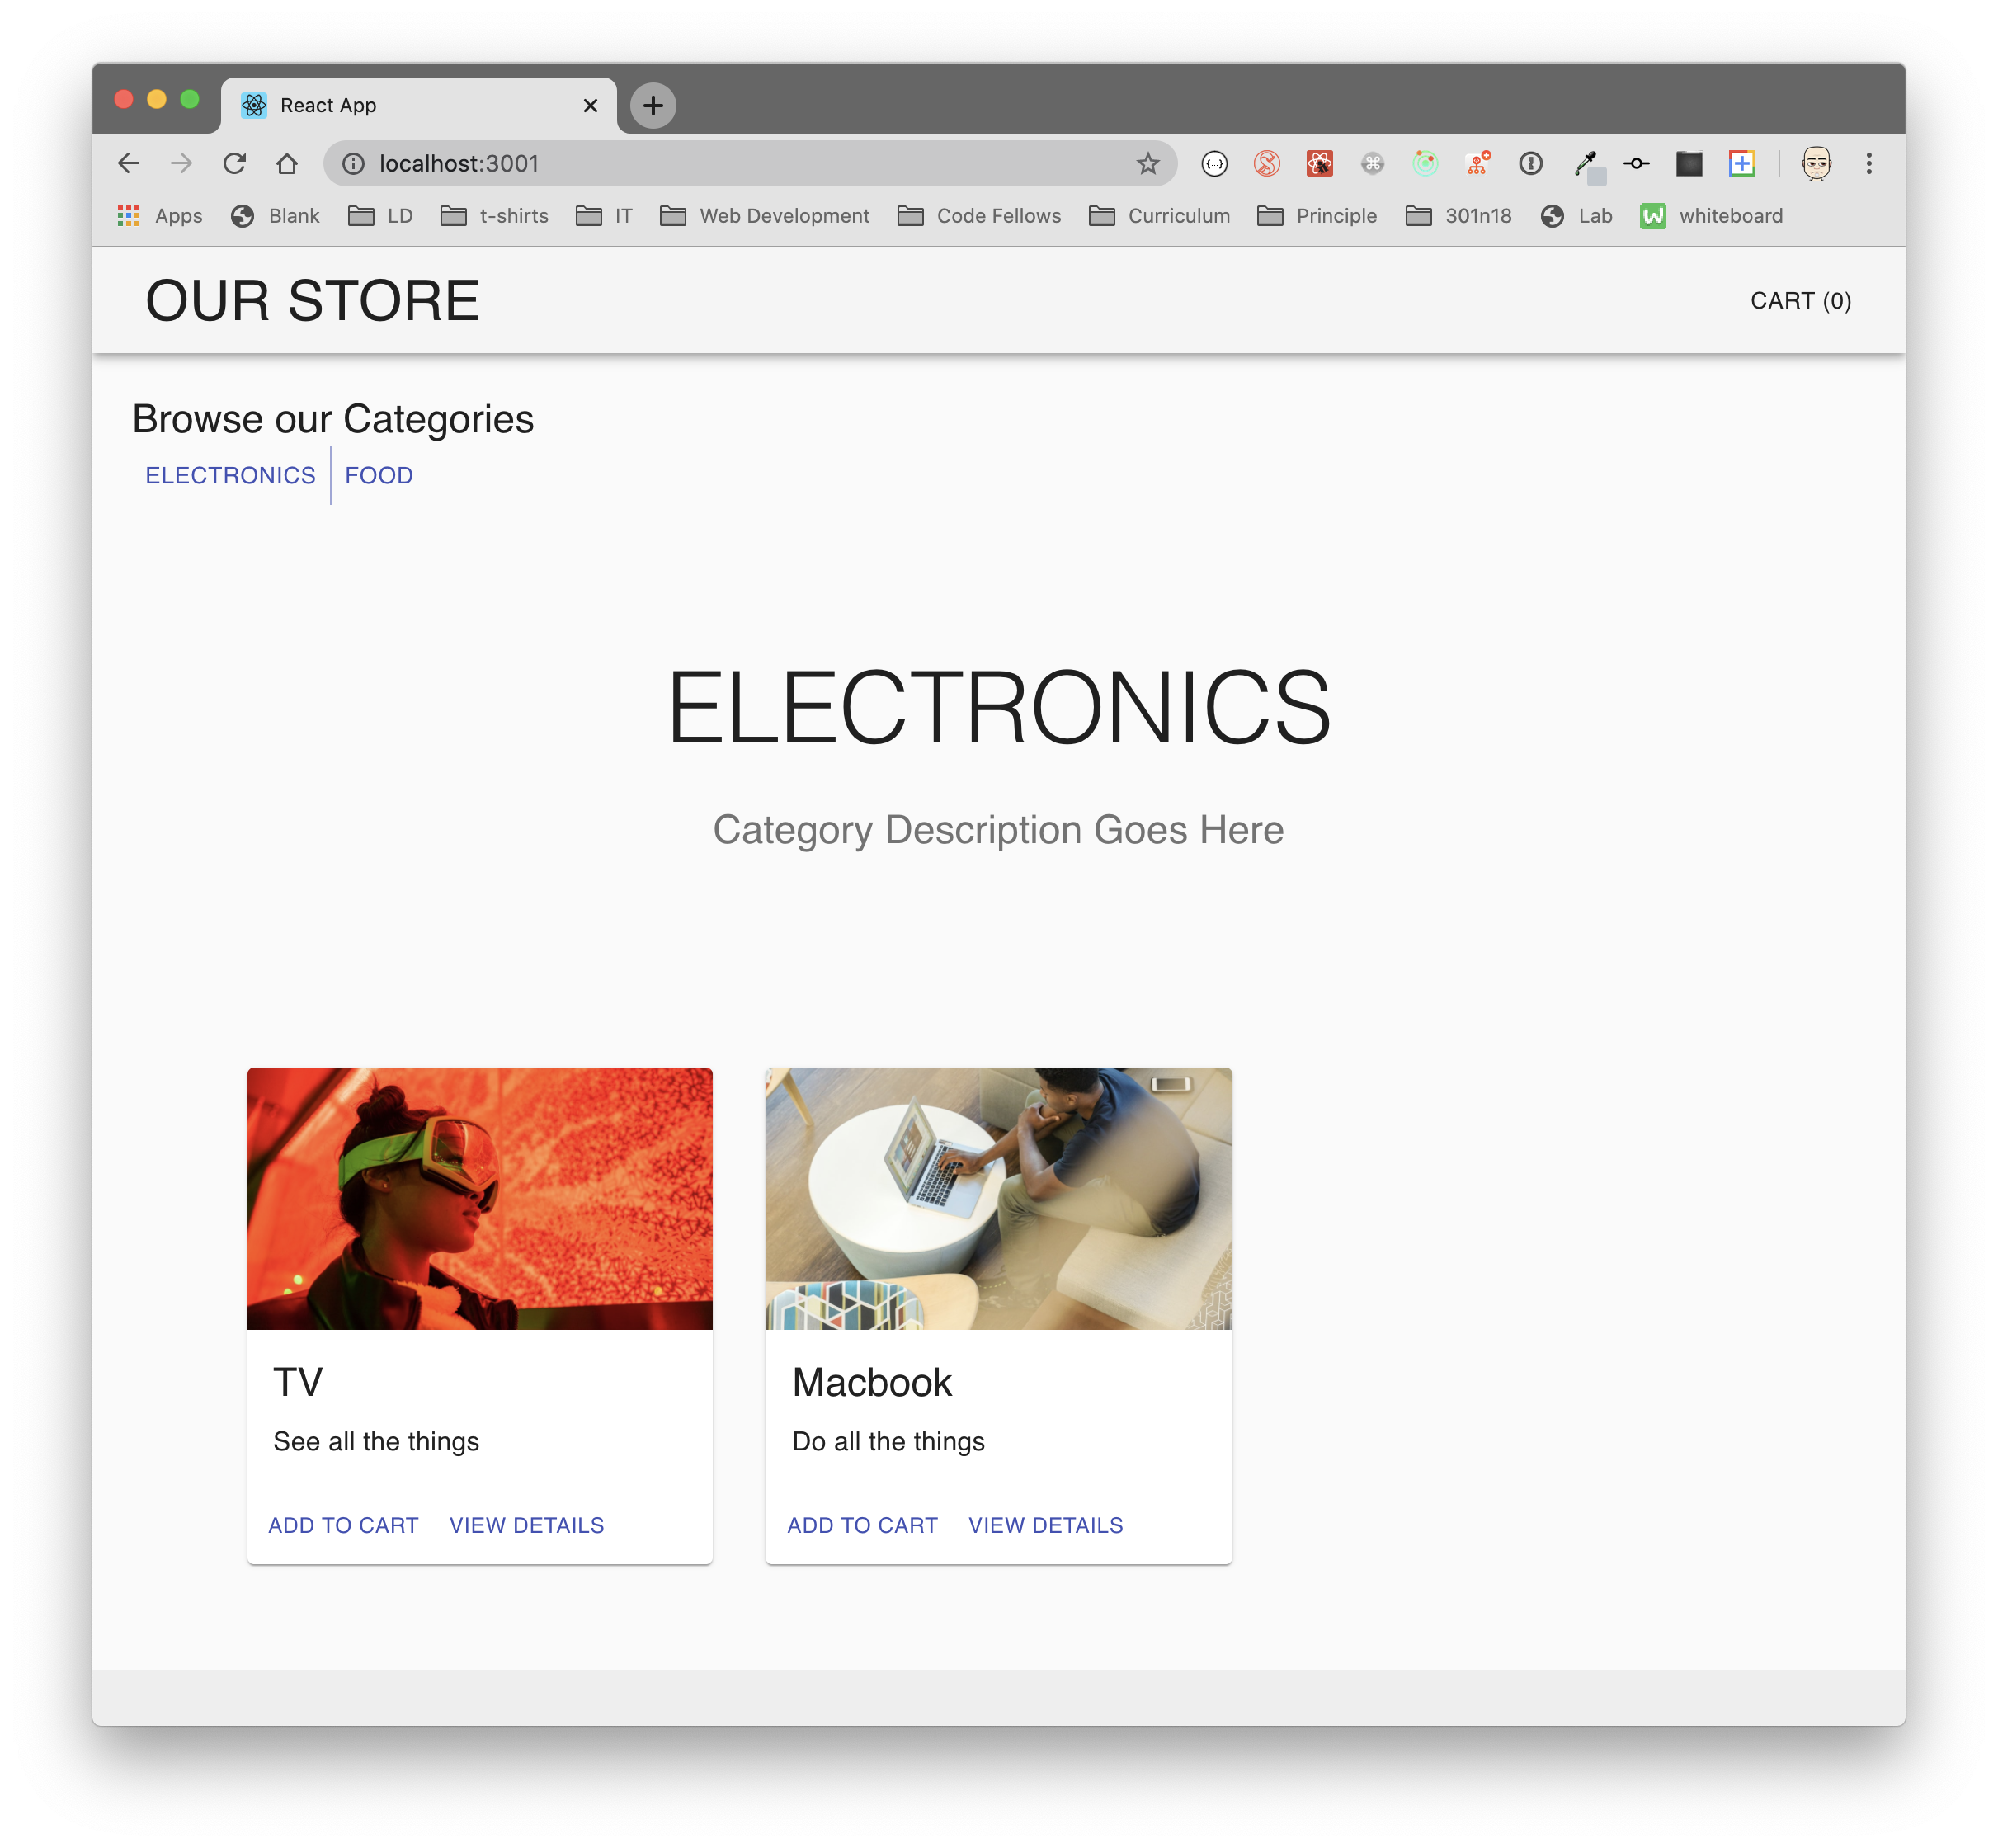 React App
localhost:3001
Apps Blank LD t-shirts IT Web Development Code Fellows Curriculum Principle 301n18 Lab whiteboard
OUR STORE CART (0)
Browse our Categories
ELECTRONICS FOOD
ELECTRONICS
Category Description Goes Here
TV
See all the things
ADD TO CART VIEW DETAILS
Macbook
Do all the things
ADD TO CART VIEW DETAILS